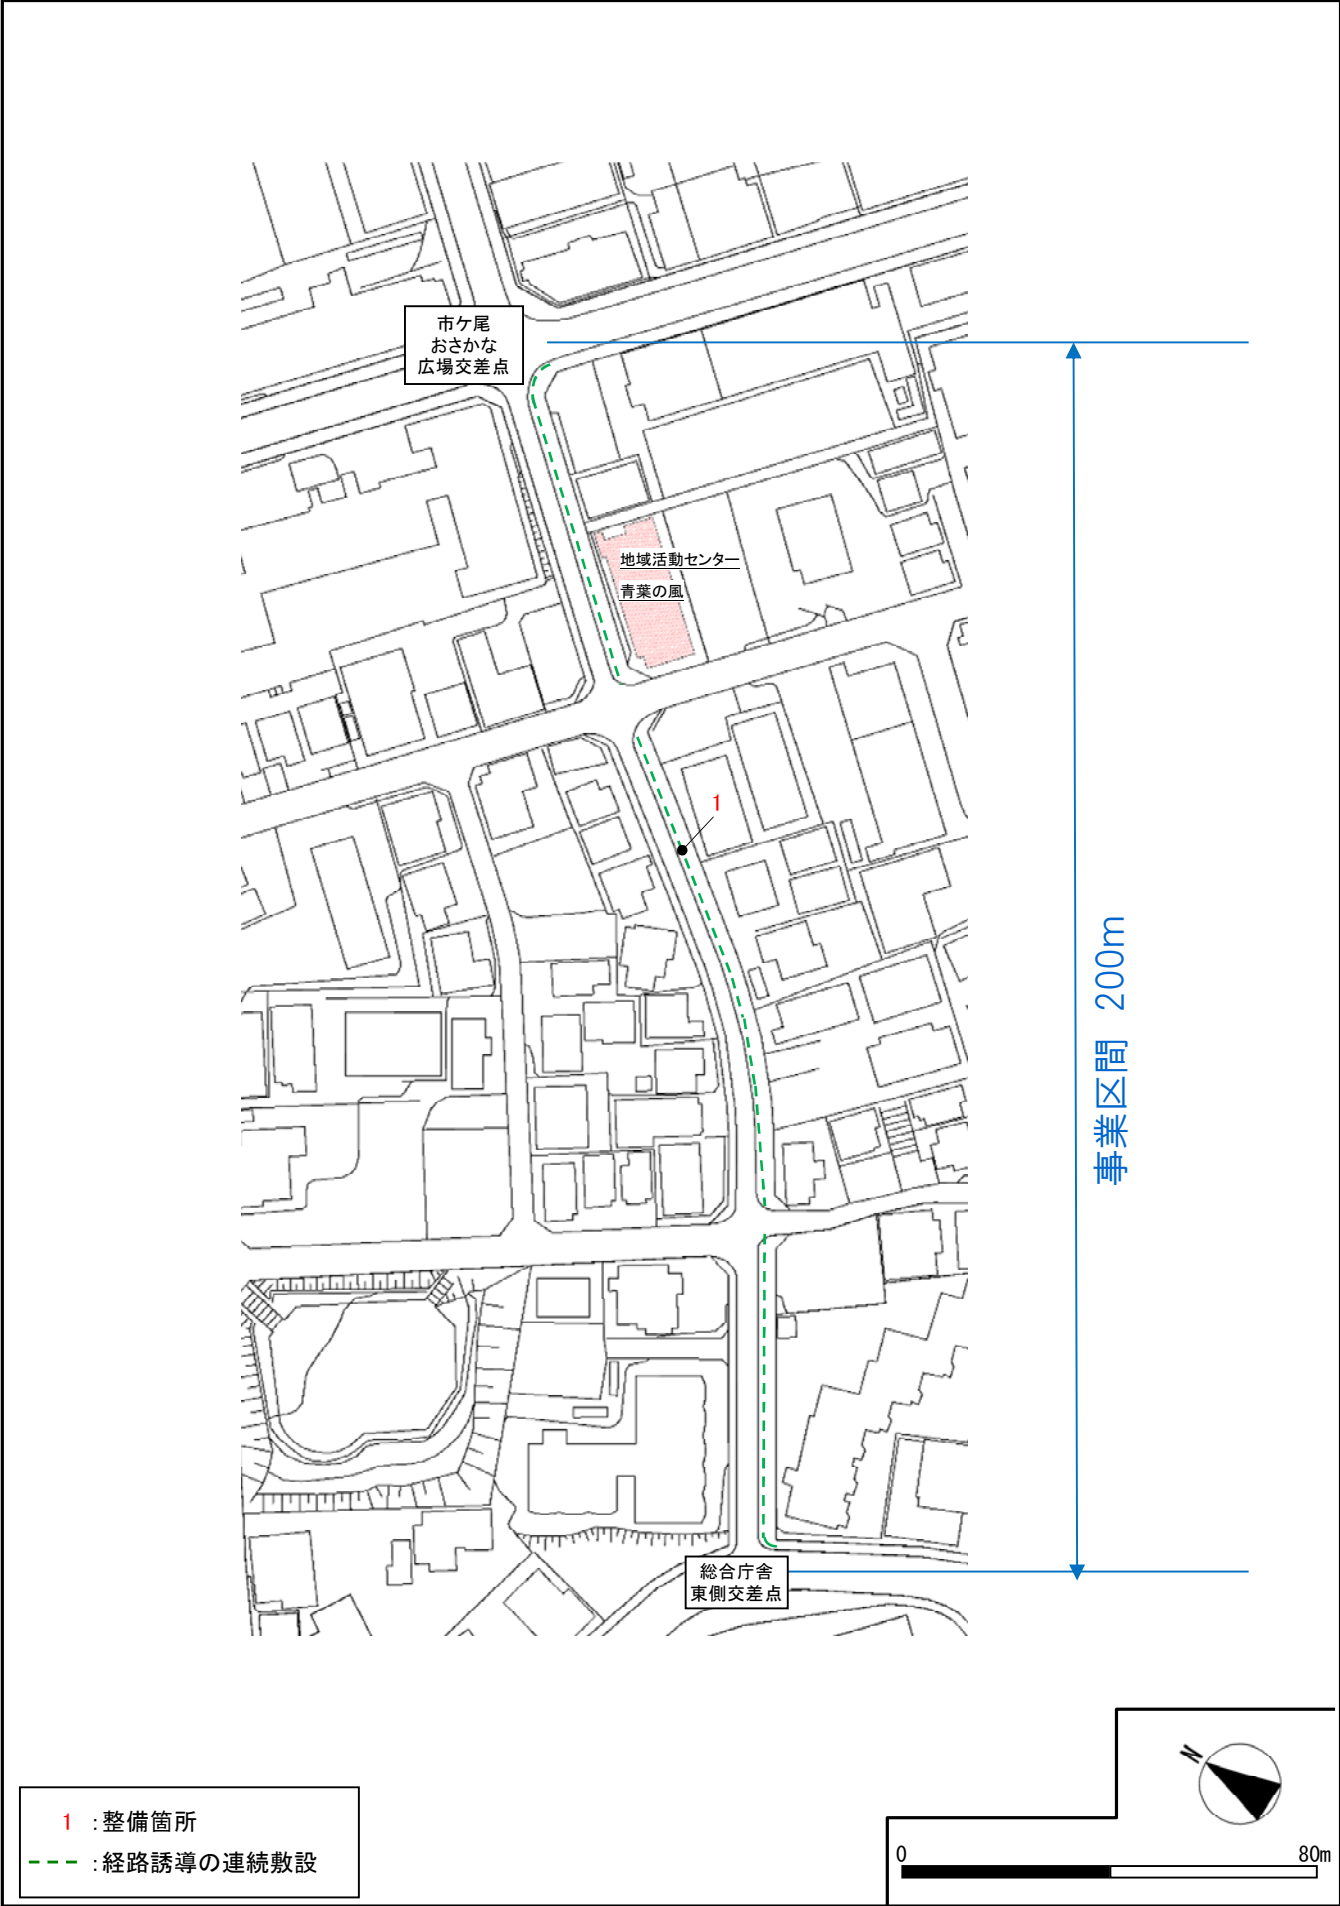 市ケ尾
おさかな
広場交差点
地域活動センター
青葉の風
1
事業区間 200m
総合庁舎
東側交差点
N
1 :整備箇所
:経路誘導の連続敷設
0 80m